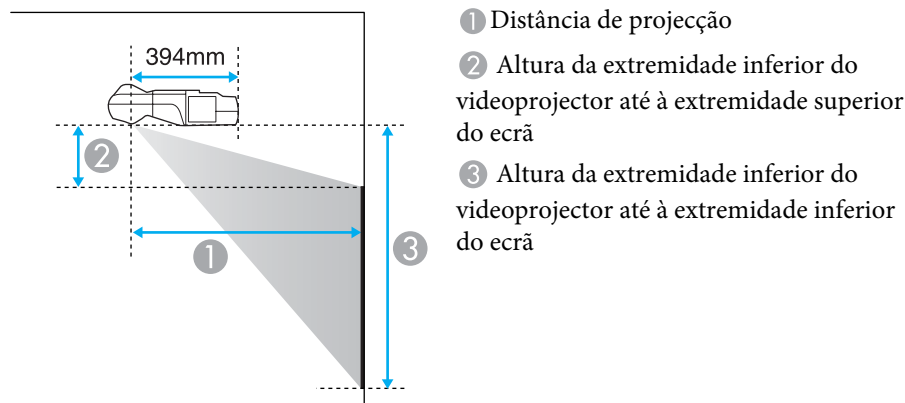 394mm
2
1
3
1 Distância de projecção
2 Altura da extremidade inferior do
videoprojector até à extremidade superior
do ecrã
3 Altura da extremidade inferior do
videoprojector até à extremidade inferior
do ecrã